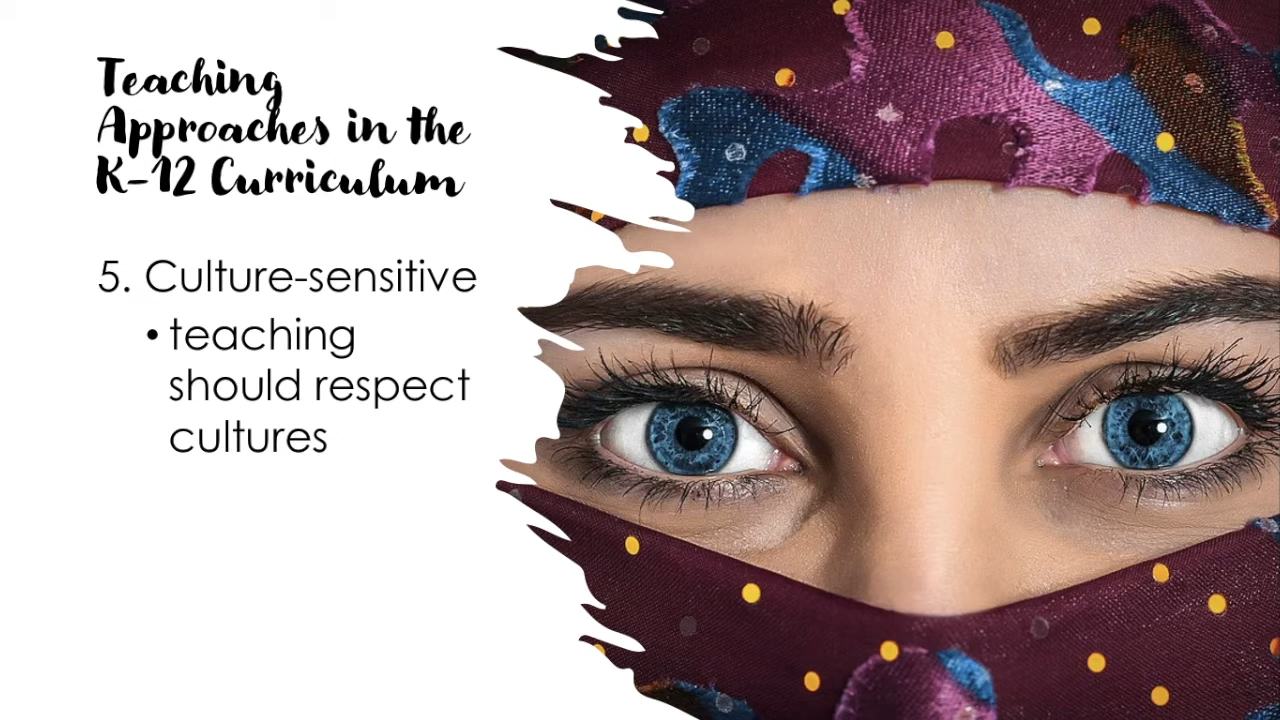 Teaching
Approaches in the
K-12 Curriculum
5. Culture-sensitive
• teaching
should respect
cultures